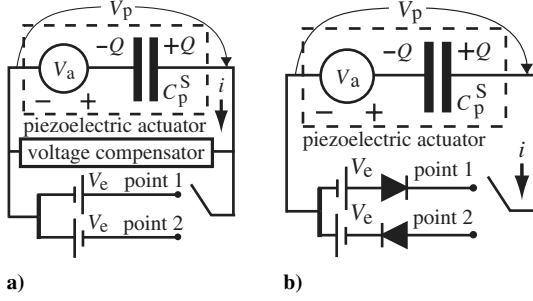 Vp Vp
−Q +Q −Q +Q
Va Va
− + CpS i − + CpS
piezoelectric actuator piezoelectric actuator
voltage compensator
Ve point 1 Ve point 1 i
Ve point 2 Ve point 2
a) b)